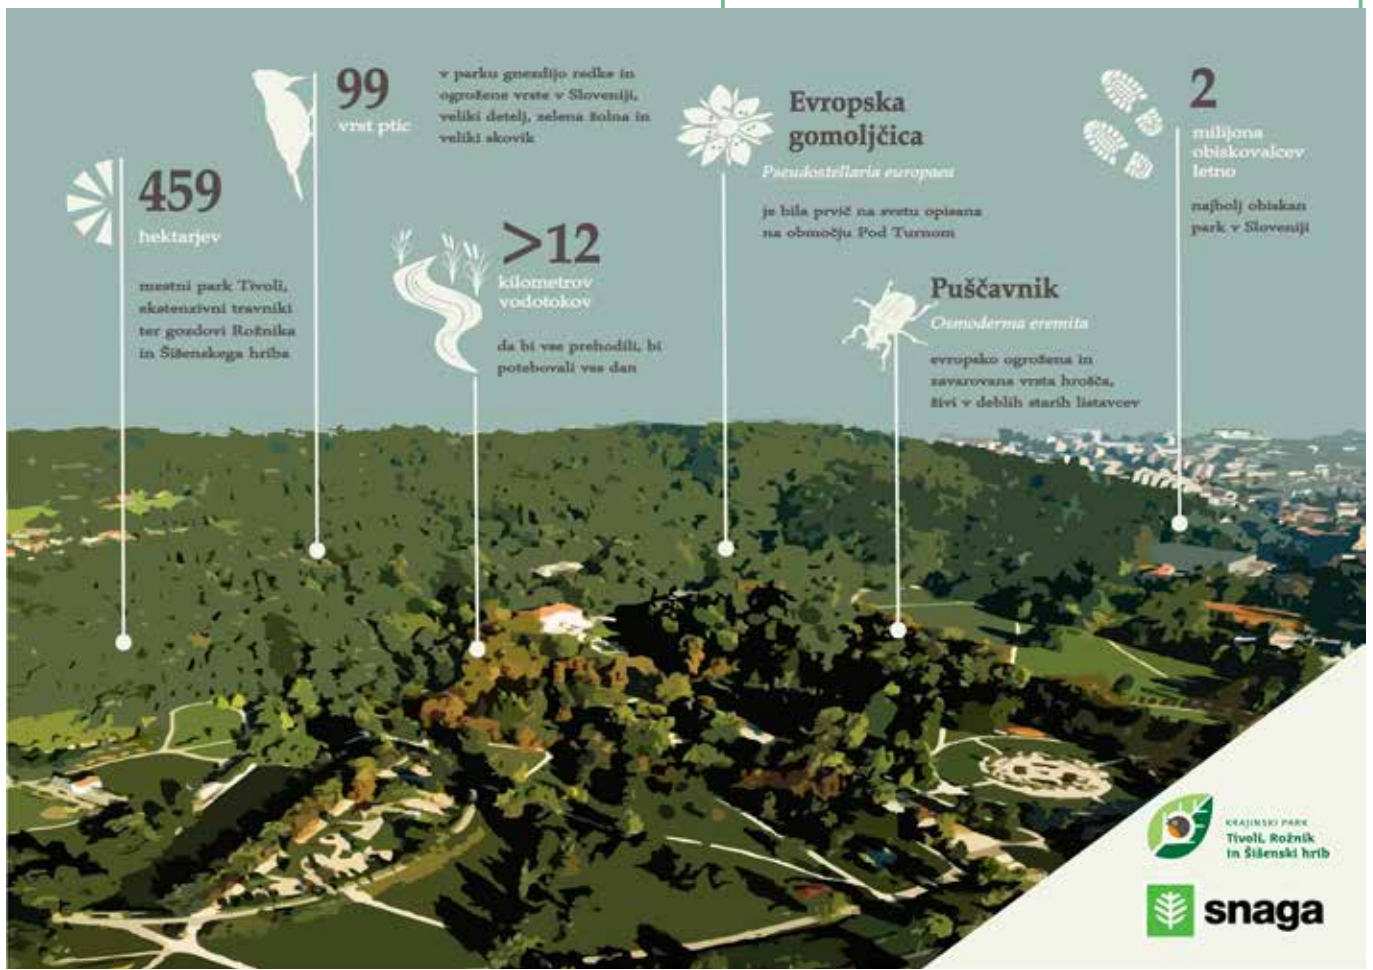 459
hektarjev
mestni park Tivoli,
ekstenzivni travniki
ter gozdovi Rožnika
in Šišenskega hriba
99
vrst ptic
v parku gnezdijo redke in
ogrožene vrste v Sloveniji,
veliki detelj, zelena žolna in
veliki skovik
>12
kilometrov
vodotokov
da bi vse prehodili, bi
potebovali ves dan
Evropska
gomoljčica
Pseudostellaria europaea
je bila prvič na svetu opisana
na območju Pod Turnom
Puščavnik
Osmoderma eremita
evropsko ogrožena in
zavarovana vrsta hrošča,
živi v deblih starih listavcev
2
milijona
obiskovalcev
letno
najbolj obiskan
park v Sloveniji
KRAJINSKI PARK
Tivoli, Rožnik
in Šišenski hrib
snaga